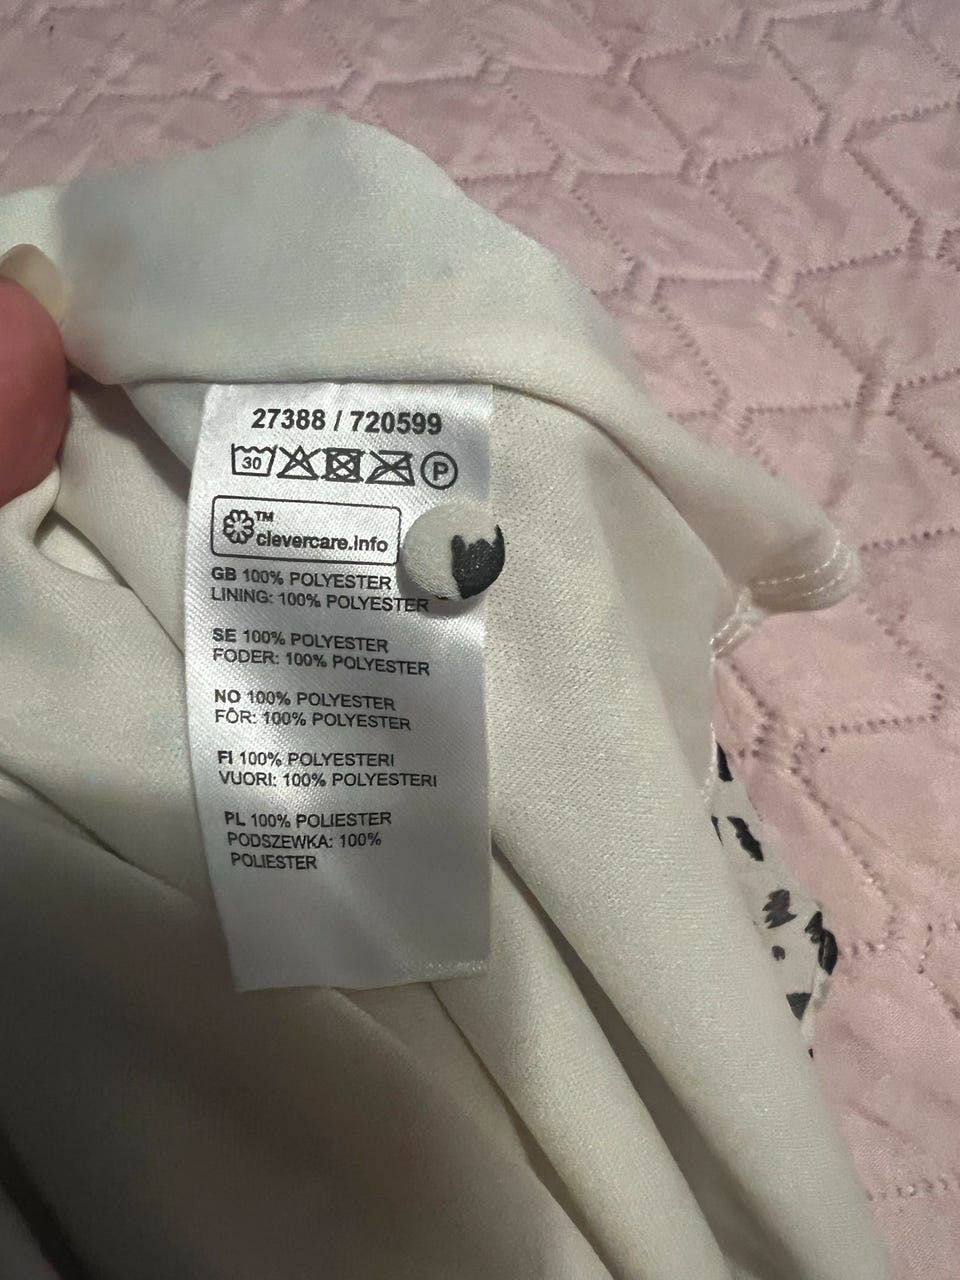 27388 / 720599
30 P
TM
clevercare.info
GB 100% POLYESTER
LINING: 100% POLYESTER
SE 100% POLYESTER
FODER: 100% POLYESTER
NO 100% POLYESTER
FÔR: 100% POLYESTER
FI 100% POLYESTERI
VUORI: 100% POLYESTERI
PL 100% POLIESTER
PODSZEWKA: 100%
POLIESTER